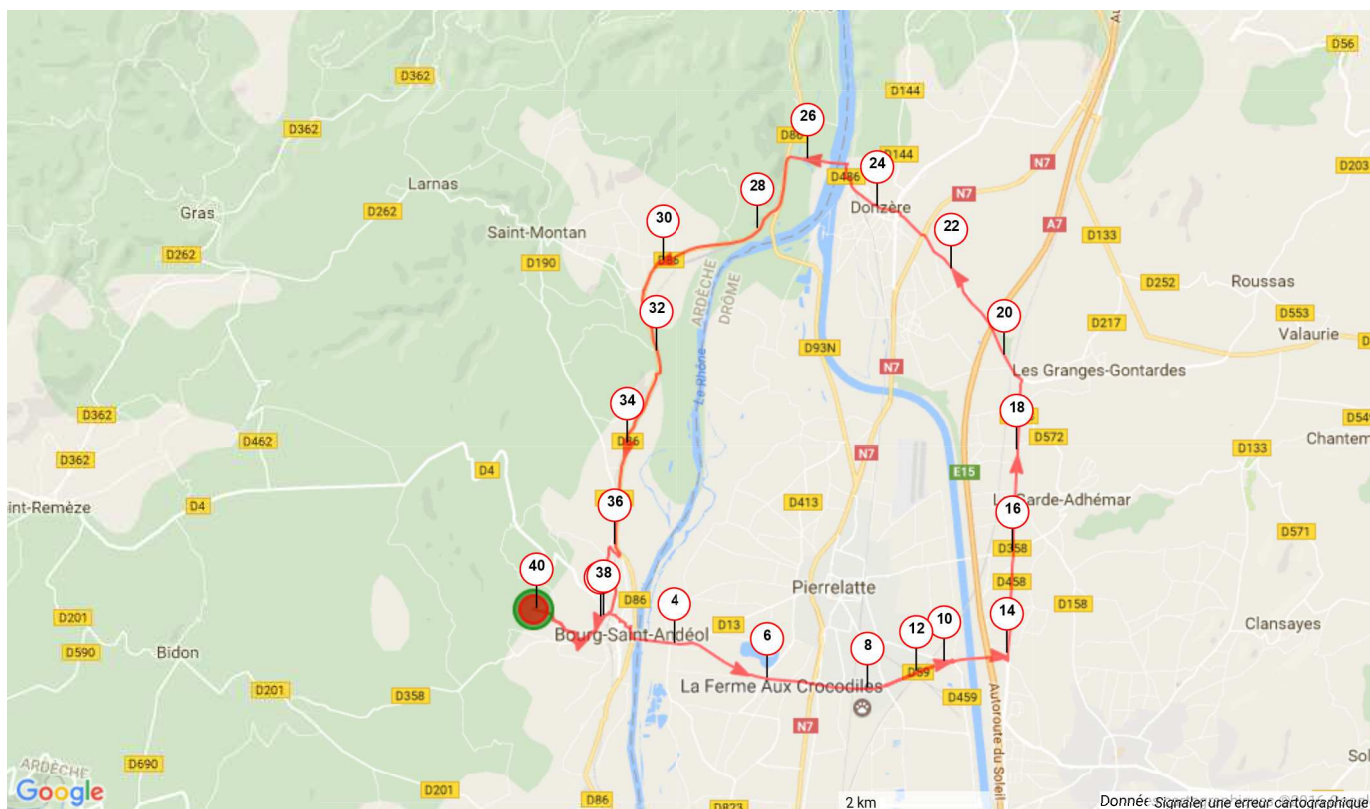 D56
D362
D144
D362
26
D86
N7
D144
24
D203
D486
Larnas
28
Donzère
Gras
D262
30
22
A7
Saint-Montan
D133
D262
D86
D190
ARDÈCHE
DRÔME
D252
Roussas
32
20
D217
D553
Valaurie
Le Rhône
D93N
N7
Les Granges-Gontardes
34
18
D362
D462
D86
D572
D133
D362
N7
D4
E15
36
16
D4
D413
D571
D358
40
38
Pierrelatte
D458
D86
4
14
D158
D201
D13
12
10
Clansayes
Bourg-Saint-Andéol
6
8
D590
Bidon
La Ferme Aux Crocodiles
D59
D201
D358
D459
N7
Autoroute du Soleil
ARDÈCHE
D690
D201
Google
D86
D823
2 km
Signaler une erreur cartographique